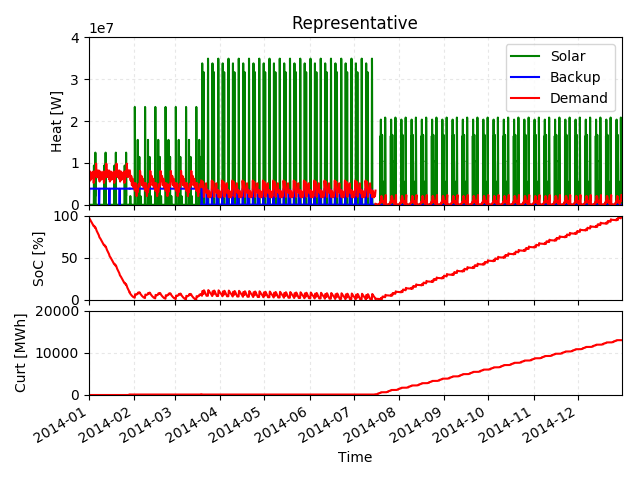 Representative
1e7
4
3
2
1
0
Heat [W]
Solar
Backup
Demand
100
50
0
SoC [%]
20000
10000
0
Curt [MWh]
2014-01
2014-02
2014-03
2014-04
2014-05
2014-06
2014-07
2014-08
2014-09
2014-10
2014-11
2014-12
Time